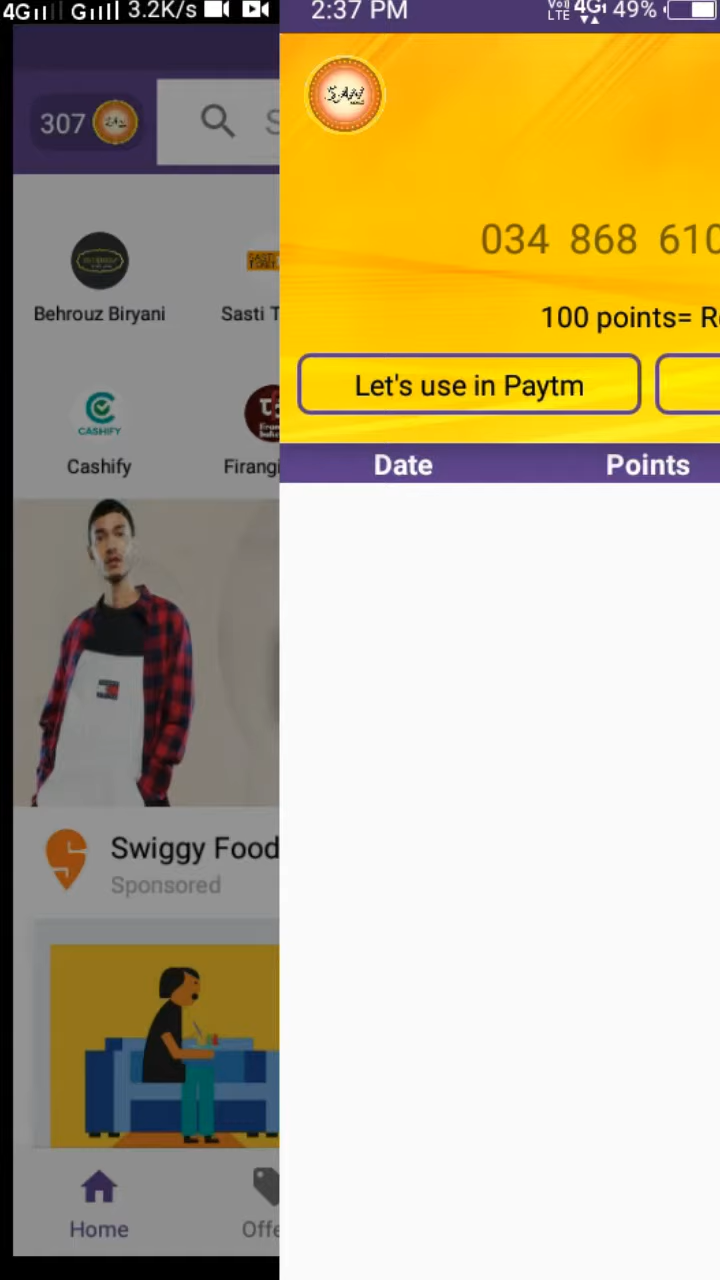 4G G 3.2K/s
2:37 PM
VoLTE 4G 49%
307
S
034 868 610
100 points= R
Let's use in Paytm
Behrouz Biryani
Sasti T
CASHIFY
Cashify
Firangi
Date Points
Swiggy Food
Sponsored
Home
Offe